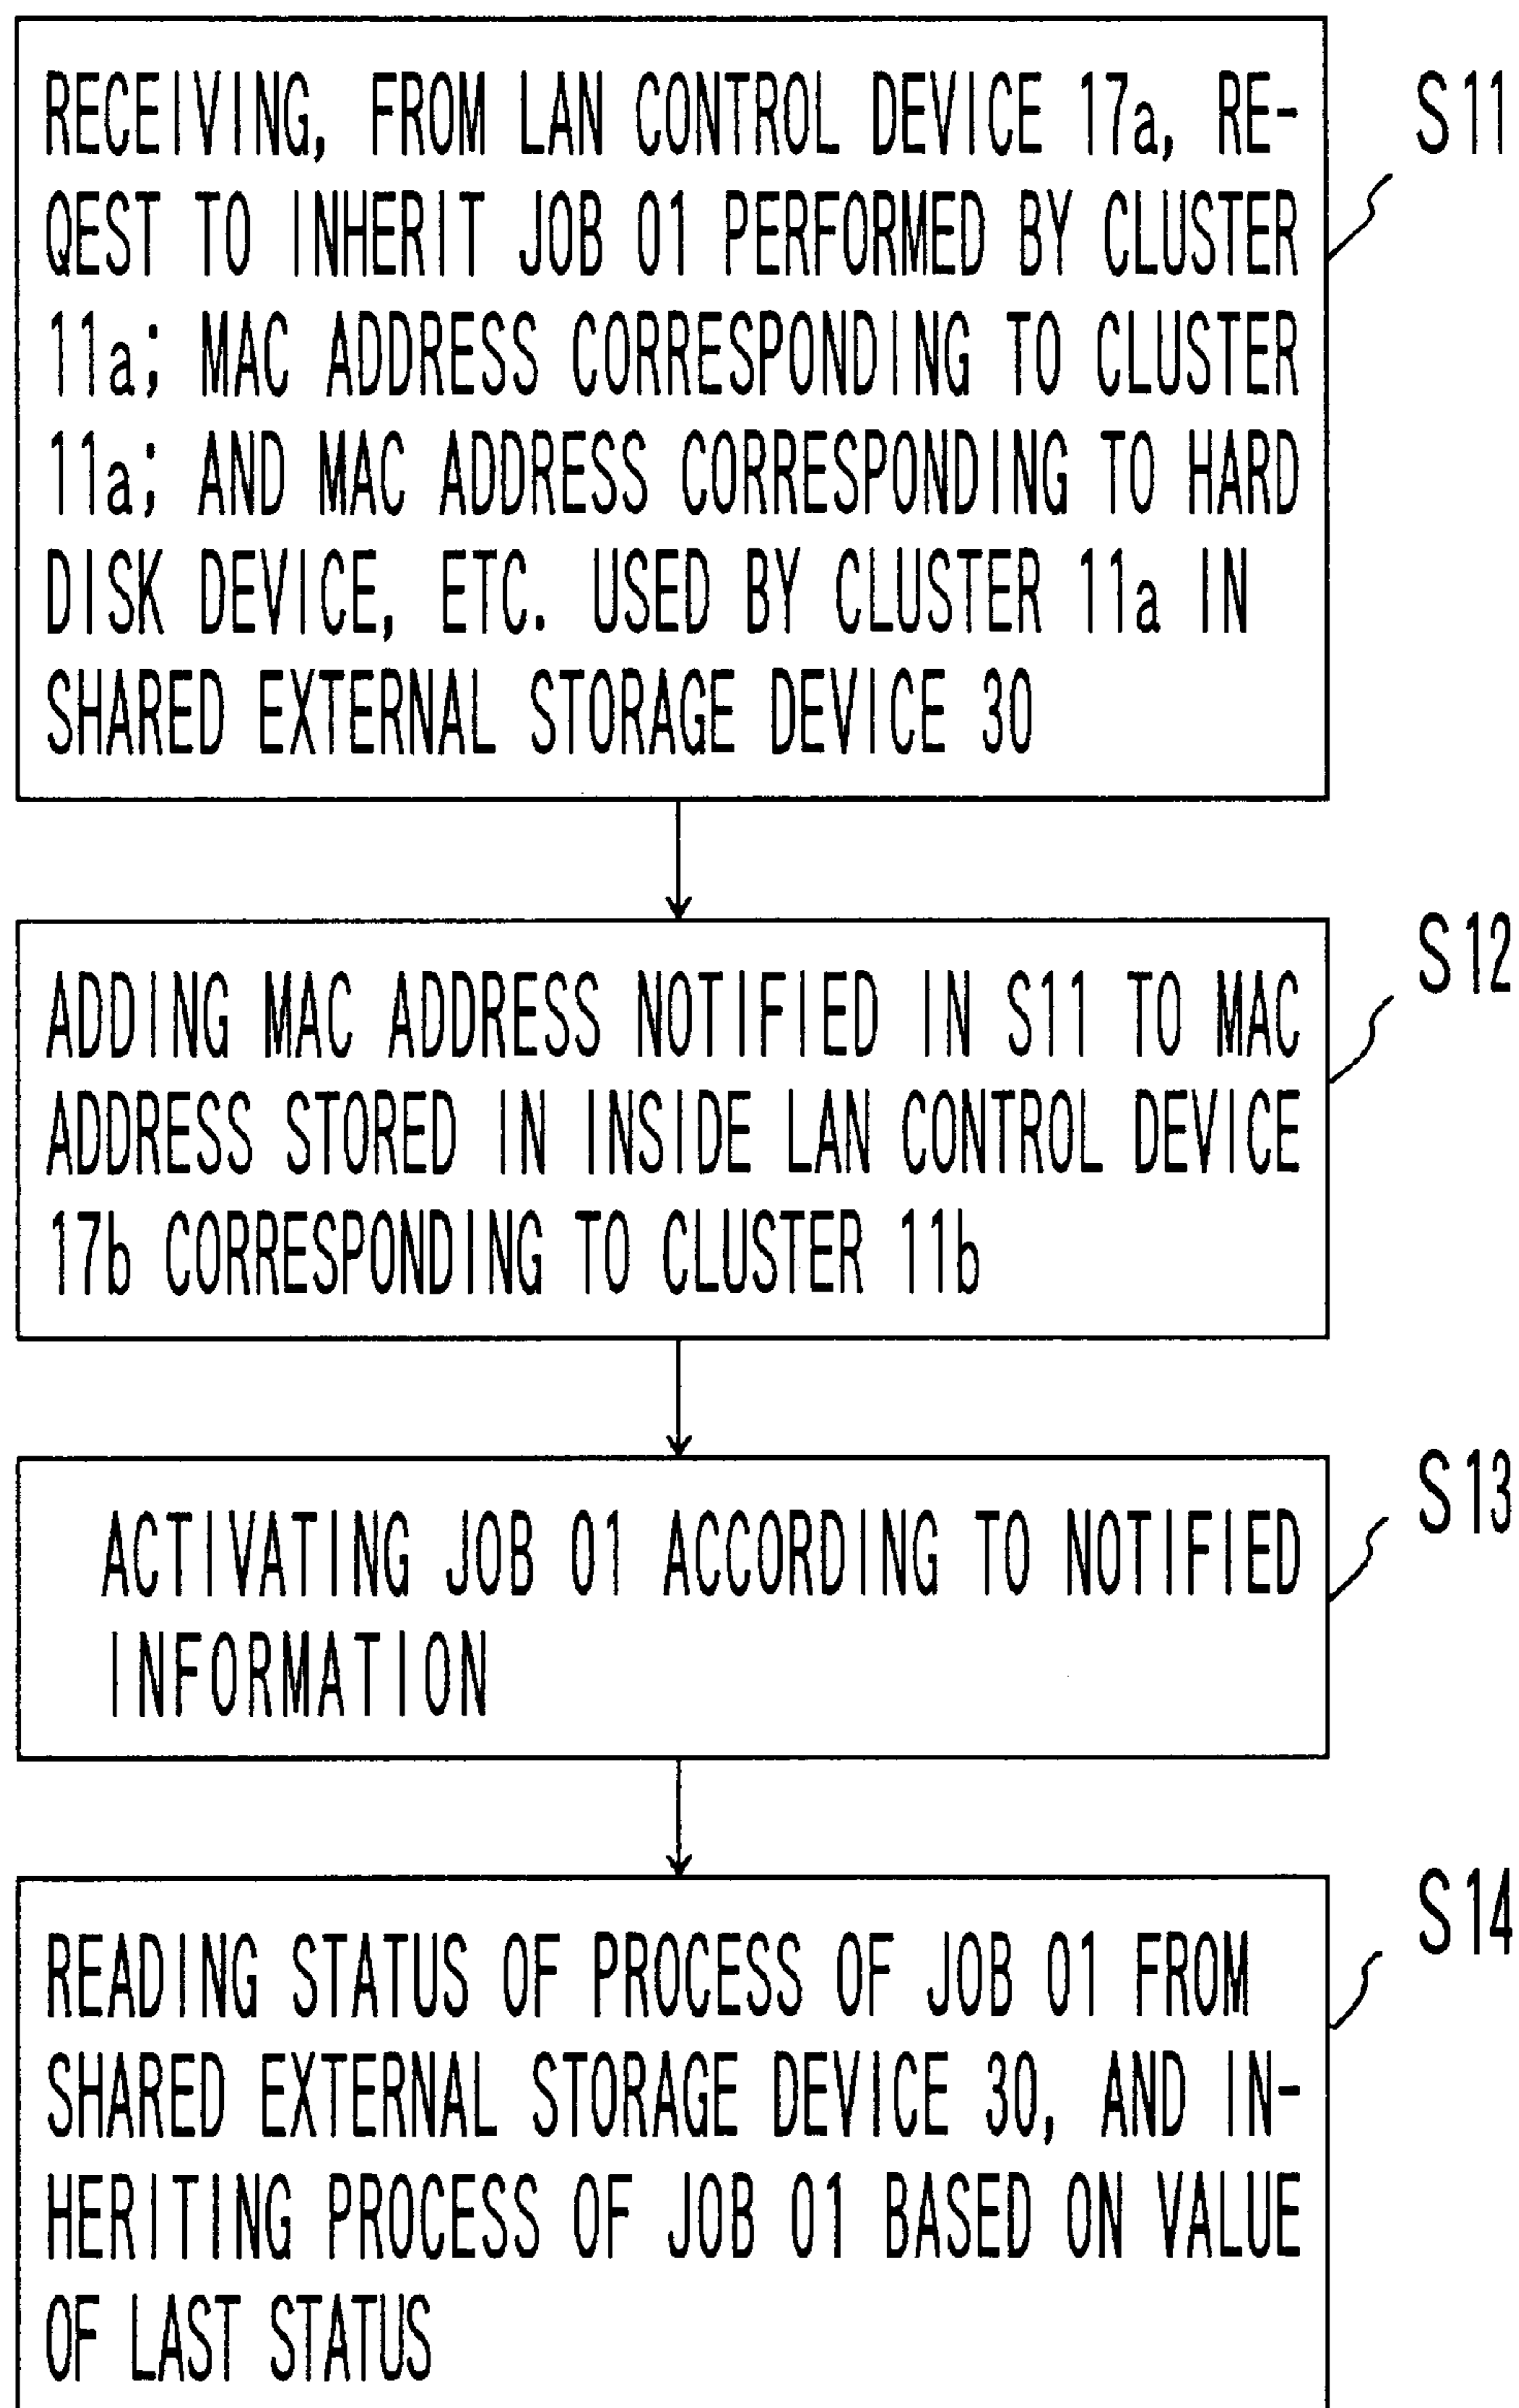 RECEIVING, FROM LAN CONTROL DEVICE 17a, RE-
QEST TO INHERIT JOB 01 PERFORMED BY CLUSTER
11a; MAC ADDRESS CORRESPONDING TO CLUSTER
11a; AND MAC ADDRESS CORRESPONDING TO HARD
DISK DEVICE, ETC. USED BY CLUSTER 11a IN
SHARED EXTERNAL STORAGE DEVICE 30
S11
ADDING MAC ADDRESS NOTIFIED IN S11 TO MAC
ADDRESS STORED IN INSIDE LAN CONTROL DEVICE
17b CORRESPONDING TO CLUSTER 11b
S12
ACTIVATING JOB 01 ACCORDING TO NOTIFIED
INFORMATION
S13
READING STATUS OF PROCESS OF JOB 01 FROM
SHARED EXTERNAL STORAGE DEVICE 30, AND IN-
HERITING PROCESS OF JOB 01 BASED ON VALUE
OF LAST STATUS
S14